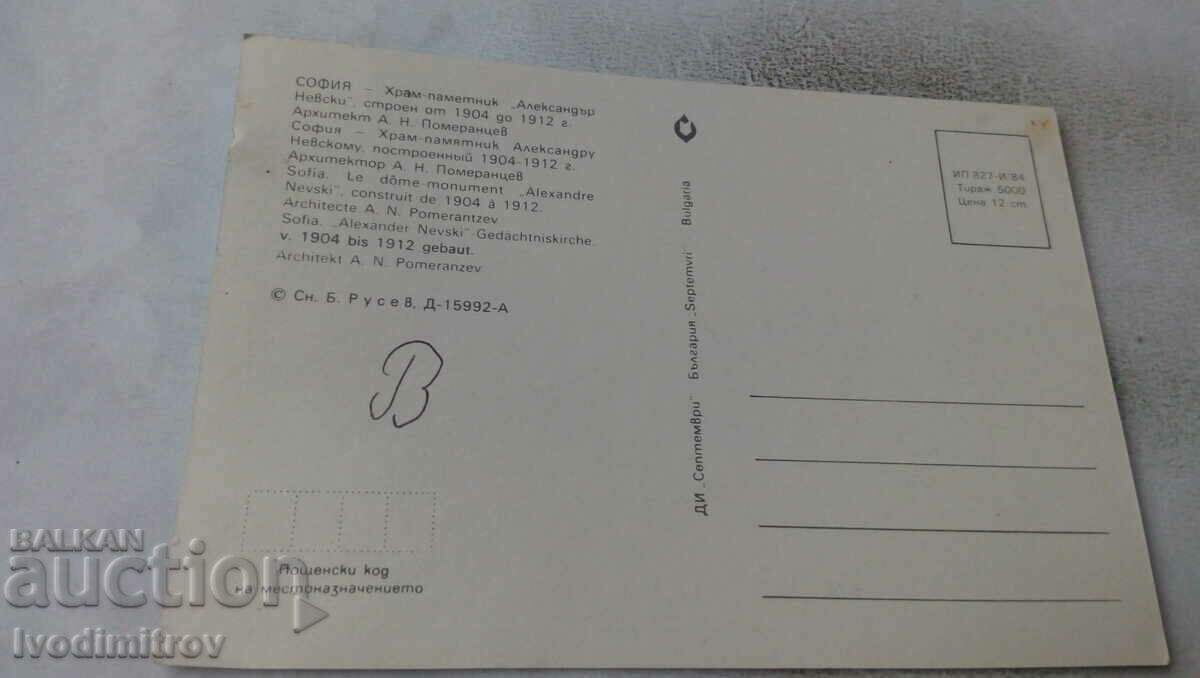 СОФИЯ – Храм-паметник „Александър
Невски", строен от 1904 до 1912 г.
Архитект А. Н. Померанцев
София – Храм-памятник Александру
Невскому, построенный 1904-1912 г.
Архитектор А. Н. Померанцев
Sofia. Le dôme-monument „Alexandre
Nevski", construit de 1904 à 1912.
Architecte A. N. Pomerantzev
Sofia. „Alexander Nevski"-Gedächtniskirche,
v. 1904 bis 1912 gebaut.
Architekt A. N. Pomeranzev
© Сн. Б. Русев, Д-15992-А
В
Пощенски код
на местоназначението
ДИ „Септември" България „Septemvri" Bulgaria
ИП 827-И'84
Тираж 5000
Цена 12 ст.
BALKAN
auction
Ivodimitrov